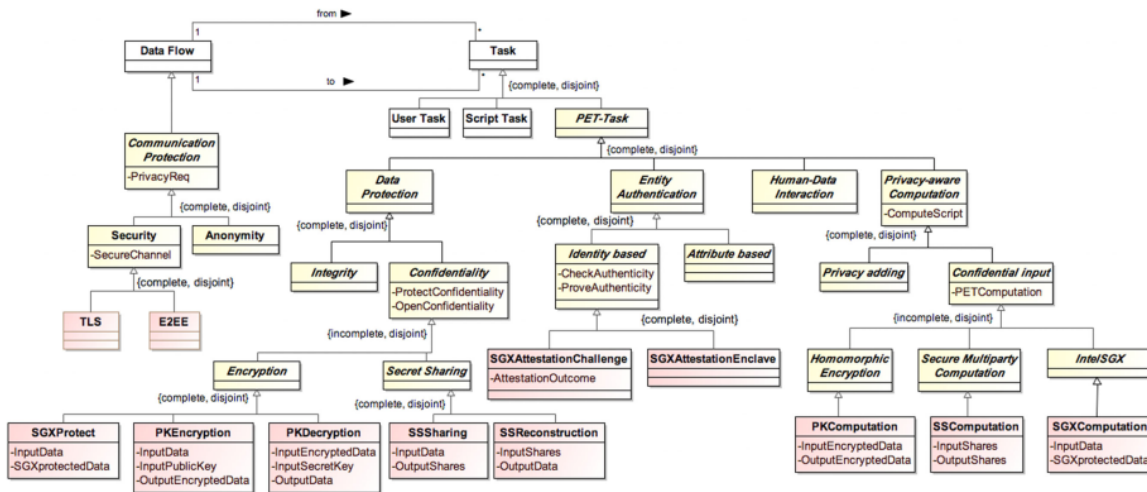 from ►
1
*
Data Flow
Task
1
to ►
*
{complete, disjoint}
User Task
Script Task
PET-Task
{complete, disjoint}
Communication
Protection
-PrivacyReq
{complete, disjoint}
Security
-SecureChannel
Anonymity
{complete, disjoint}
TLS
E2EE
Data
Protection
Entity
Authentication
Human-Data
Interaction
Privacy-aware
Computation
-ComputeScript
{complete, disjoint}
{complete, disjoint}
{complete, disjoint}
Integrity
Confidentiality
-ProtectConfidentiality
-OpenConfidentiality
Identity based
-CheckAuthenticity
-ProveAuthenticity
Attribute based
Privacy adding
Confidential input
-PETComputation
{incomplete, disjoint}
{complete, disjoint}
{incomplete, disjoint}
Encryption
Secret Sharing
SGXAttestationChallenge
-AttestationOutcome
SGXAttestationEnclave
Homomorphic
Encryption
Secure Multiparty
Computation
IntelSGX
{complete, disjoint}
{complete, disjoint}
SGXProtect
-InputData
-SGXprotectedData
PKEncryption
-InputData
-InputPublicKey
-OutputEncryptedData
PKDecryption
-InputEncryptedData
-InputSecretKey
-OutputData
SSSharing
-InputData
-OutputShares
SSReconstruction
-InputShares
-OutputData
PKComputation
-InputEncryptedData
-OutputEncryptedData
SSComputation
-InputShares
-OutputShares
SGXComputation
-InputData
-SGXprotectedData